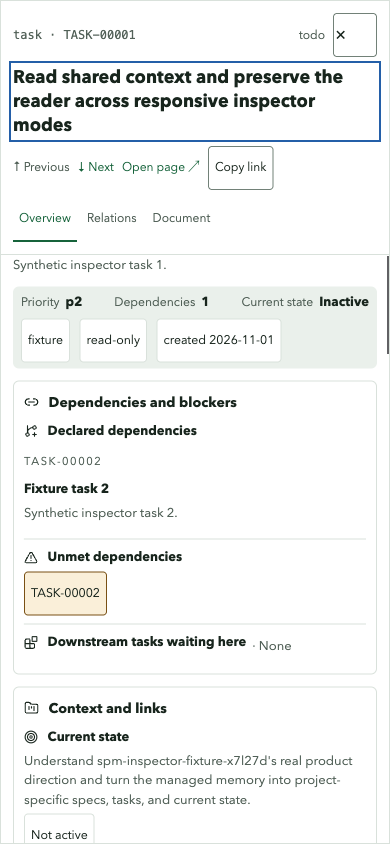 task · TASK-00001
todo ×
Read shared context and preserve the
reader across responsive inspector
modes
↑ Previous ↓ Next Open page ↗ Copy link
Overview Relations Document
Synthetic inspector task 1.
Priority p2 Dependencies 1 Current state Inactive
fixture read-only created 2026-11-01
Dependencies and blockers
Declared dependencies
TASK-00002
Fixture task 2
Synthetic inspector task 2.
Unmet dependencies
TASK-00002
Downstream tasks waiting here · None
Context and links
Current state
Understand spm-inspector-fixture-x7l27d's real product
direction and turn the managed memory into project-
specific specs, tasks, and current state.
Not active